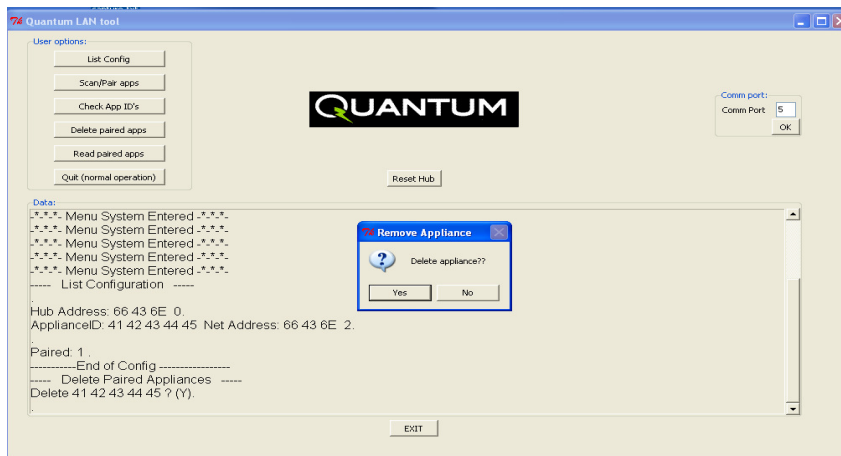 Quantum LAN tool
User options:
List Config
Scan/Pair apps
Check App ID's
Delete paired apps
Read paired apps
Quit (normal operation)
QUANTUM
Comm port:
Comm Port 5
OK
Reset Hub
Data:
-*-*-*- Menu System Entered -*-*-*-
-*-*-*- Menu System Entered -*-*-*-
-*-*-*- Menu System Entered -*-*-*-
-*-*-*- Menu System Entered -*-*-*-
-*-*-*- Menu System Entered -*-*-*-
----- List Configuration -----
.
Hub Address: 66 43 6E 0.
ApplianceID: 41 42 43 44 45 Net Address: 66 43 6E 2.
.
Paired: 1 .
-----------End of Config -----------------
----- Delete Paired Appliances -----
Delete 41 42 43 44 45 ? (Y).
.
Remove Appliance
Delete appliance??
Yes
No
EXIT